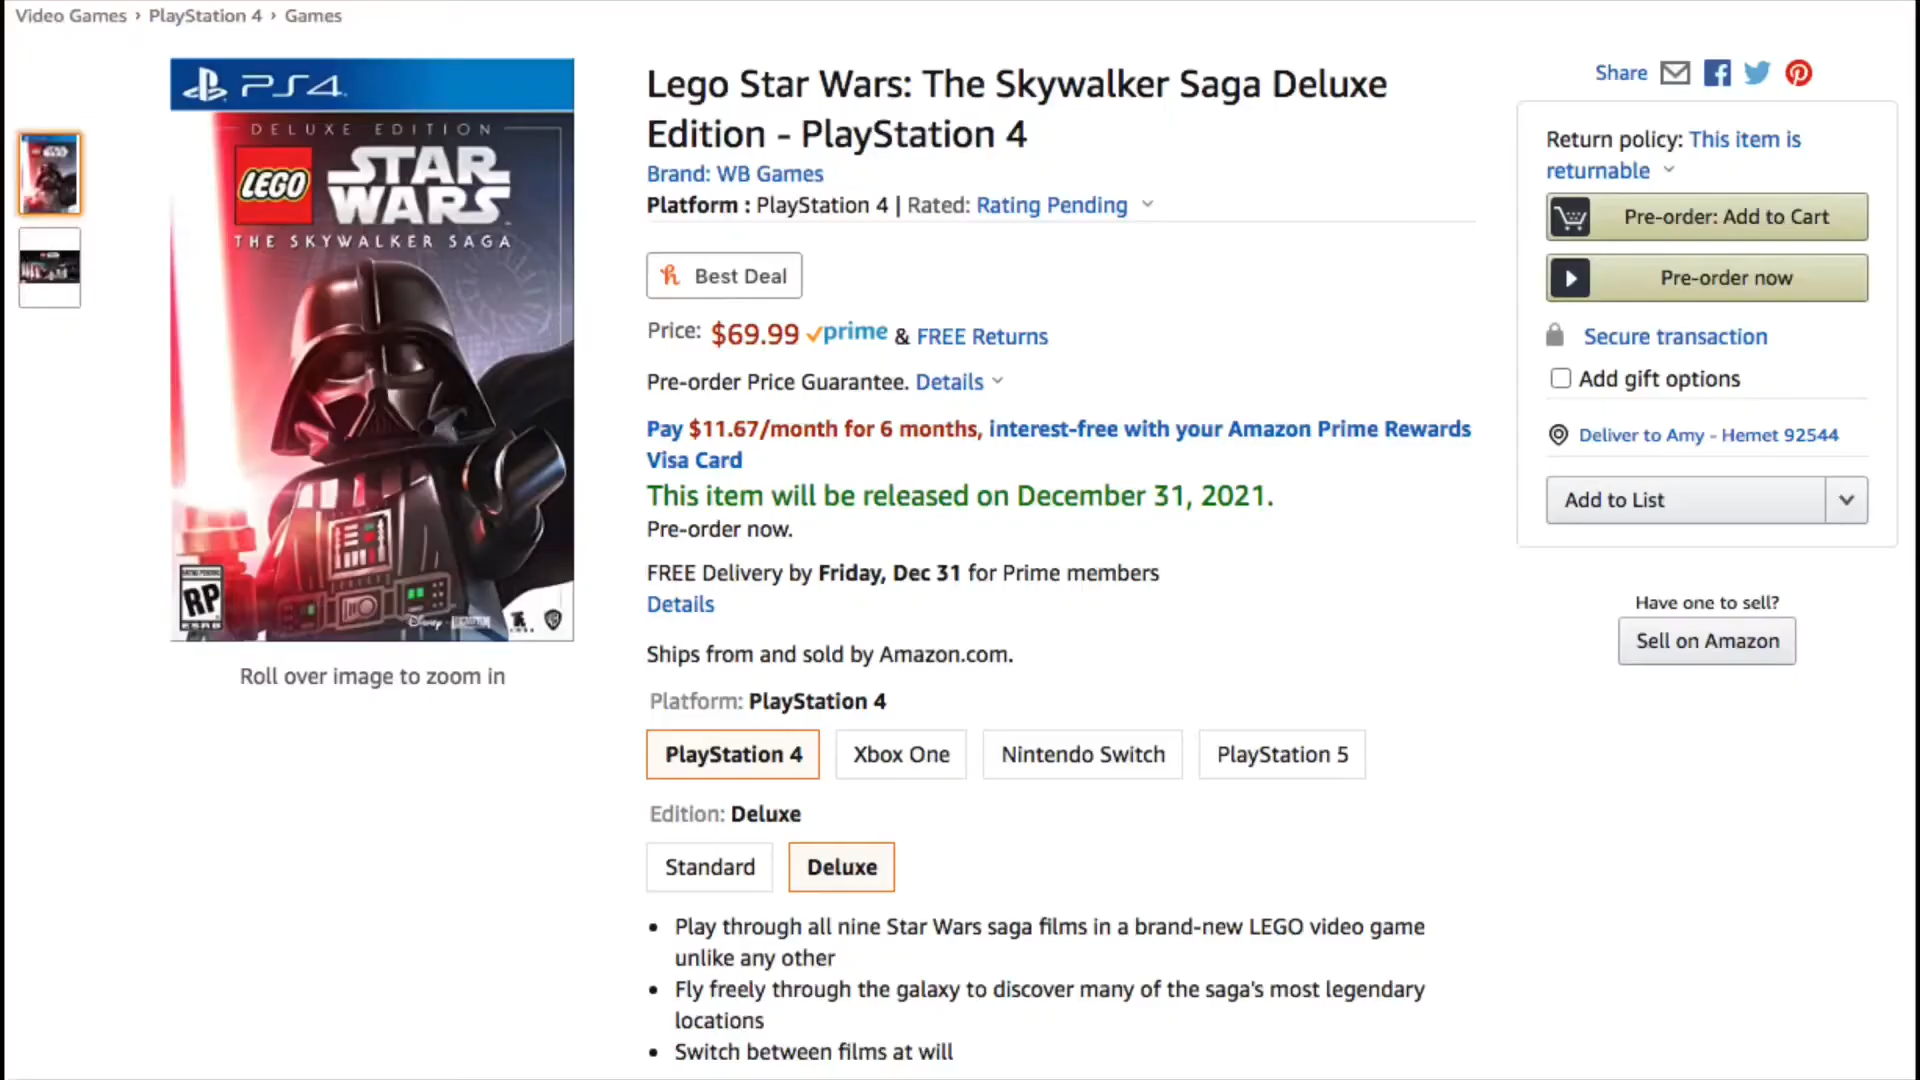 Video Games › PlayStation 4 › Games
PS4
DELUXE EDITION
LEGO STAR WARS
THE SKYWALKER SAGA
RATING PENDING
RP
ESRB
Disney
Roll over image to zoom in
Lego Star Wars: The Skywalker Saga Deluxe
Edition - PlayStation 4
Brand: WB Games
Platform : PlayStation 4 | Rated: Rating Pending
Best Deal
Price: $69.99 prime & FREE Returns
Pre-order Price Guarantee. Details
Pay $11.67/month for 6 months, interest-free with your Amazon Prime Rewards
Visa Card
This item will be released on December 31, 2021.
Pre-order now.
FREE Delivery by Friday, Dec 31 for Prime members
Details
Ships from and sold by Amazon.com.
Platform: PlayStation 4
PlayStation 4 Xbox One Nintendo Switch PlayStation 5
Edition: Deluxe
Standard Deluxe
• Play through all nine Star Wars saga films in a brand-new LEGO video game
unlike any other
• Fly freely through the galaxy to discover many of the saga's most legendary
locations
• Switch between films at will
Share
Return policy: This item is
returnable
Pre-order: Add to Cart
Pre-order now
Secure transaction
Add gift options
Deliver to Amy - Hemet 92544
Add to List
Have one to sell?
Sell on Amazon